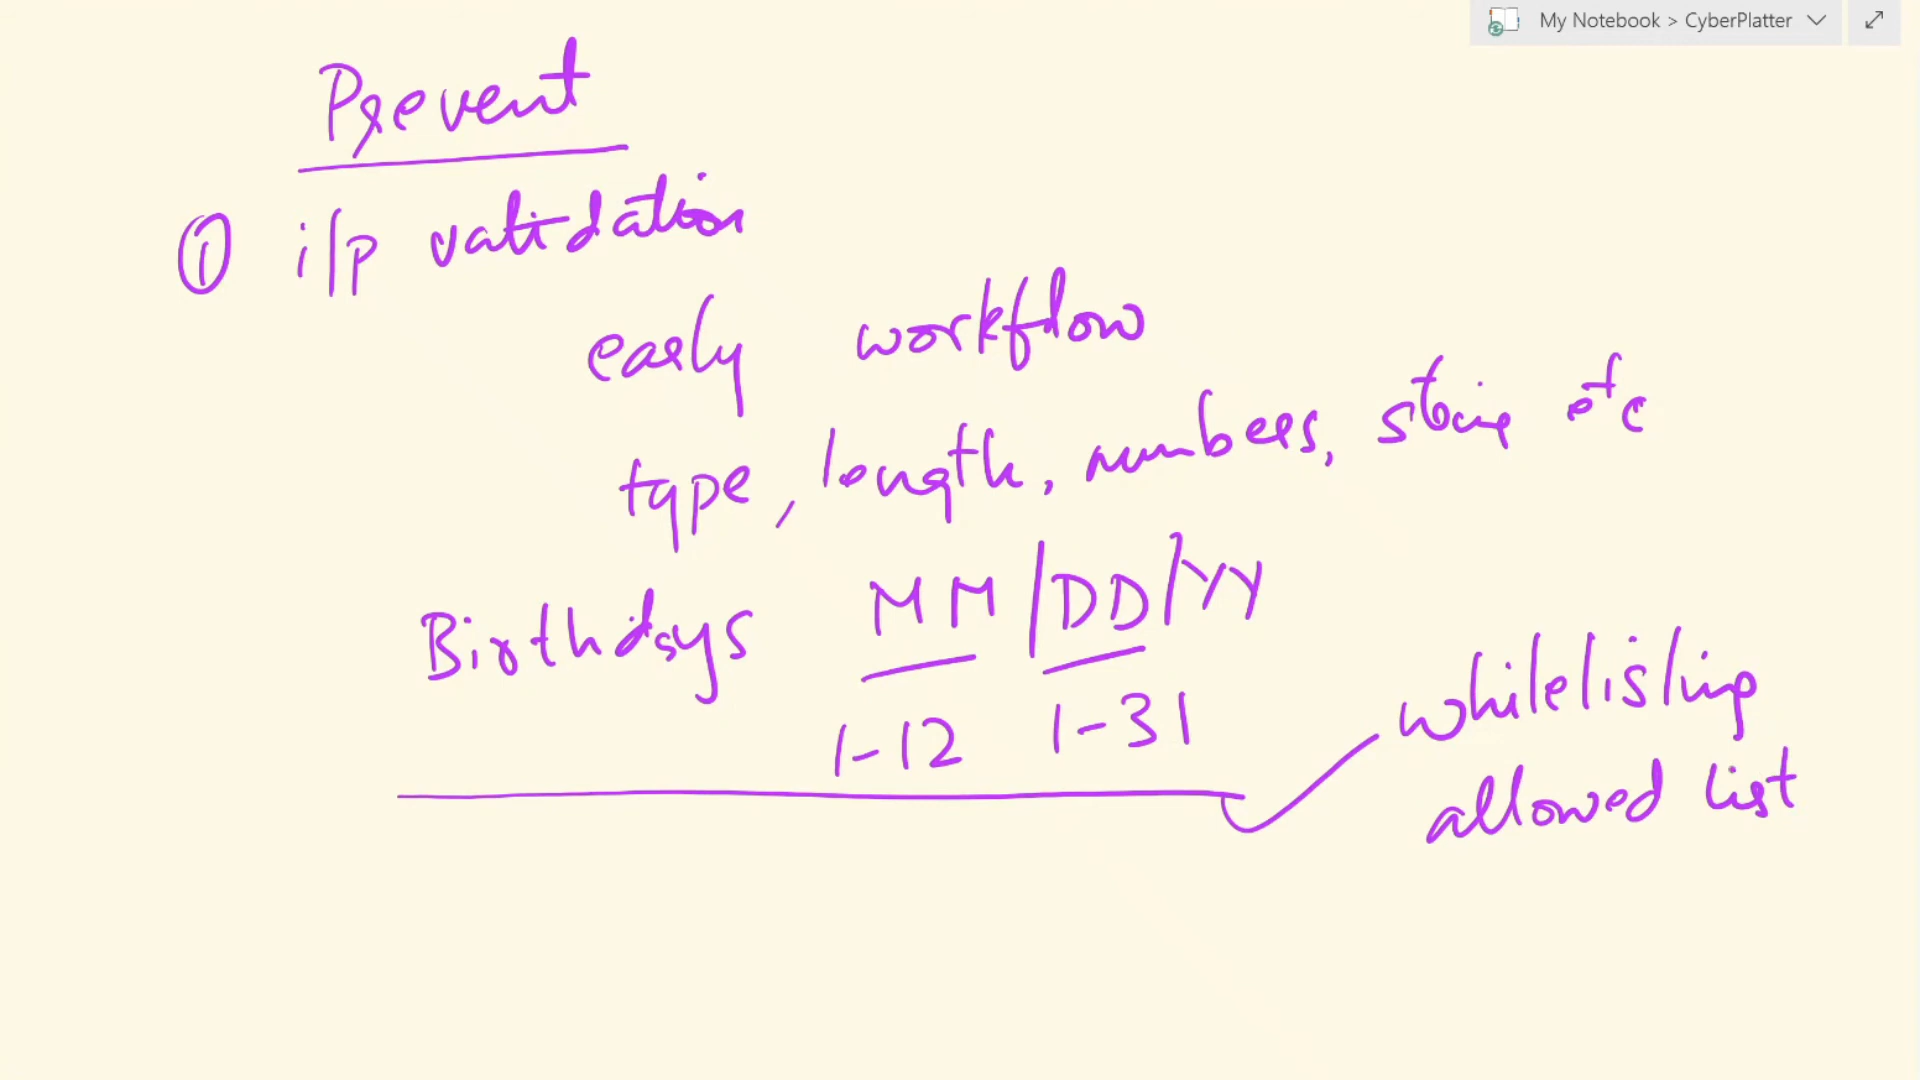 My Notebook > CyberPlatter
Prevent
① i/p validation
early workflow
type, length, numbers, string etc
Birthdays MM/DD/YY
1-12 1-31
whitelisting
allowed list